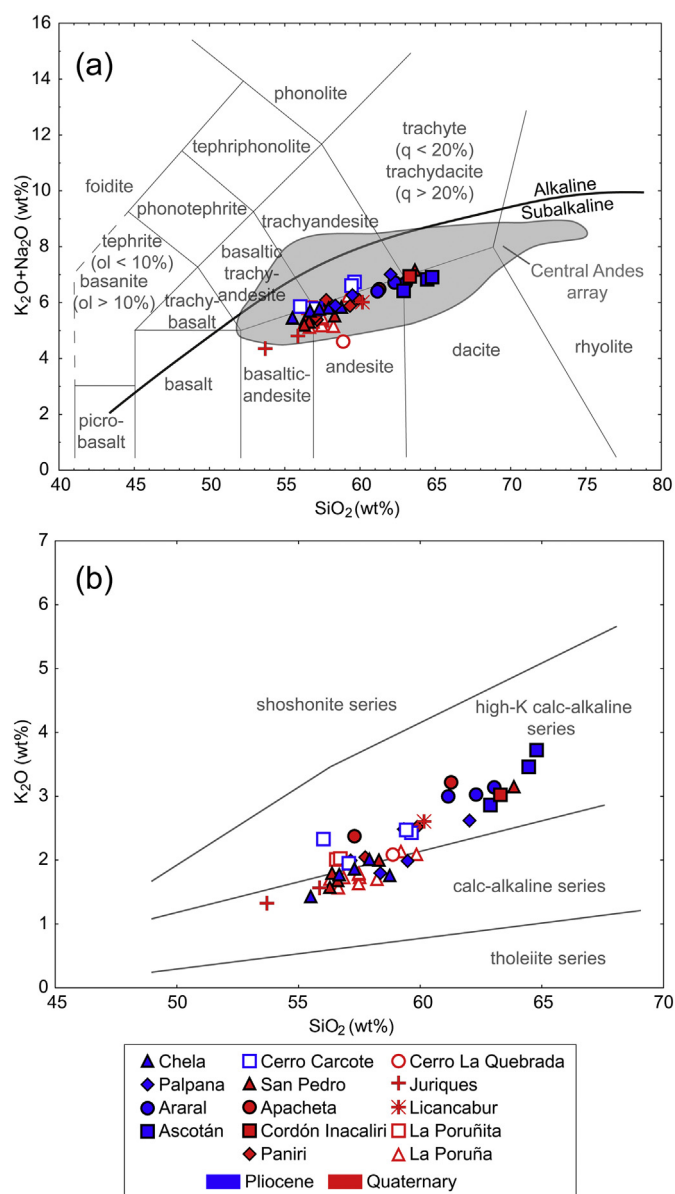 (a)
16
14
12
10
8
6
4
2
0
K₂O+Na₂O (wt%)
phonolite
tephriphonolite
trachyte
(q < 20%)
trachydacite
(q > 20%)
foidite
phonotephrite
Alkaline
Subalkaline
trachyandesite
tephrite
(ol < 10%)
basanite
(ol > 10%)
basaltic
trachy-
andesite
Central Andes
array
trachy-
basalt
basalt
basaltic-
andesite
andesite
dacite
rhyolite
picro-
basalt
40 45 50 55 60 65 70 75 80
SiO₂ (wt%)
(b)
7
6
5
4
3
2
1
0
K₂O (wt%)
shoshonite series
high-K calc-alkaline
series
calc-alkaline series
tholeiite series
45 50 55 60 65 70
SiO₂ (wt%)
Chela Cerro Carcote Cerro La Quebrada
Palpana San Pedro Juriques
Araral Apacheta Licancabur
Ascotán Cordón Inacaliri La Poruñita
Paniri La Poruña
Pliocene Quaternary